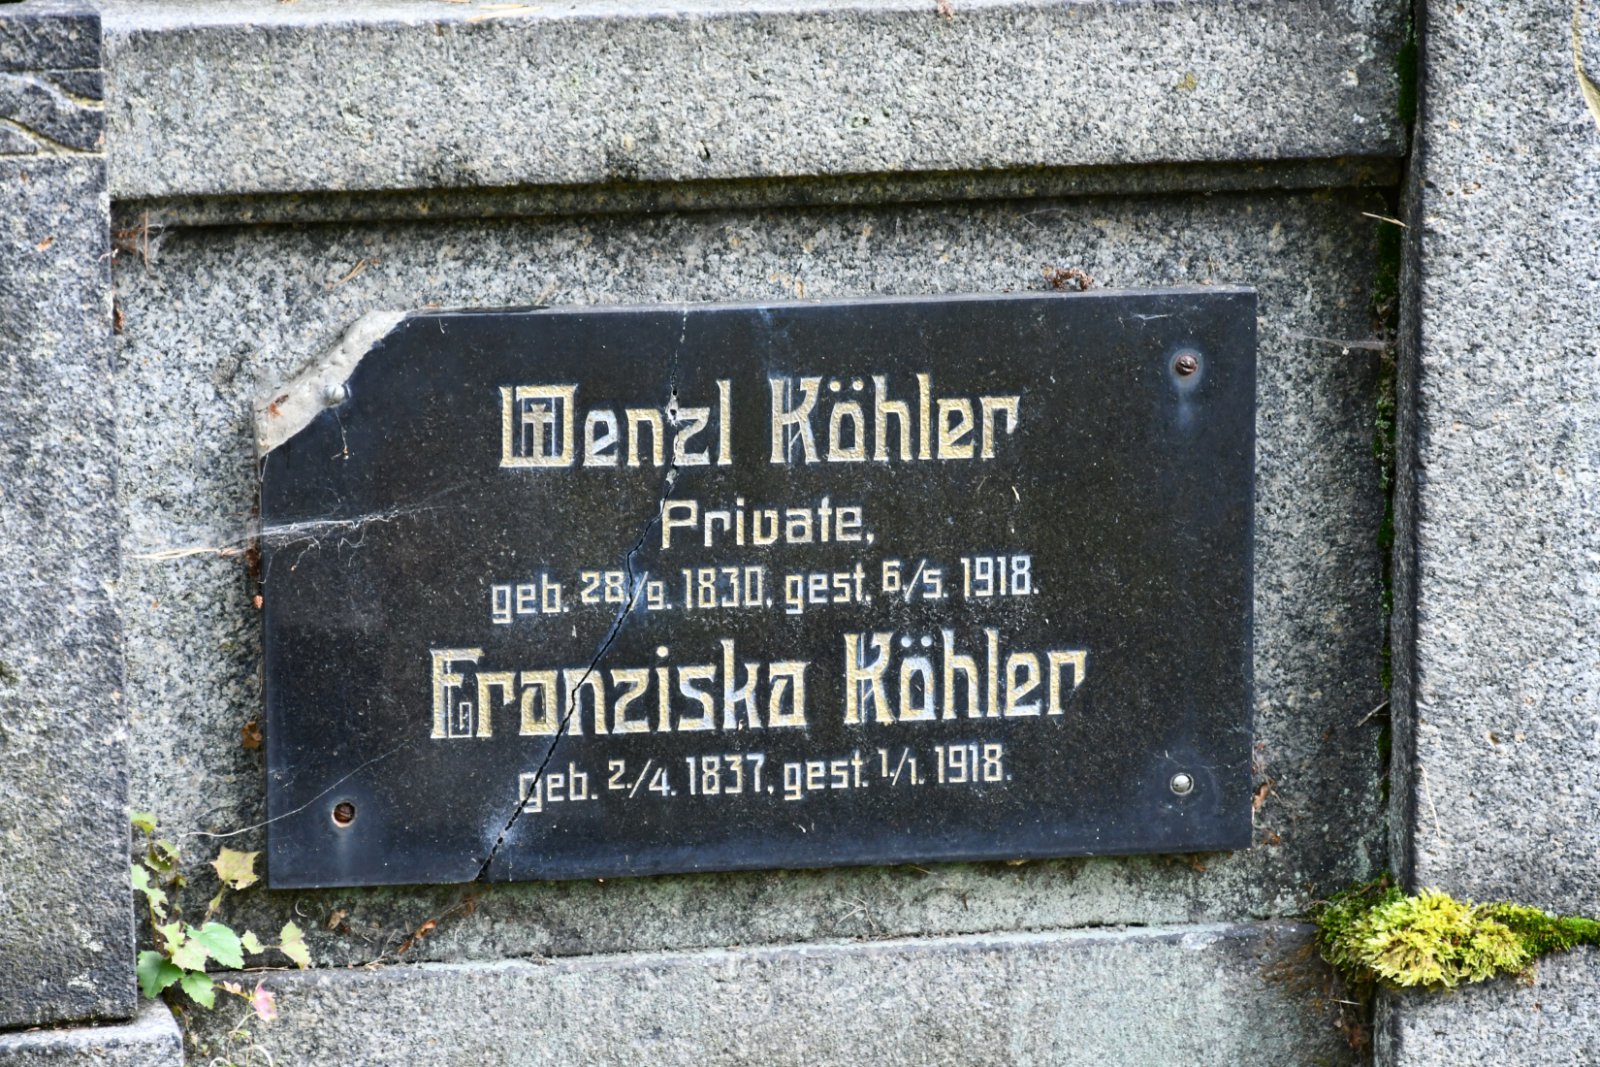 Wenzl Köhler
Private,
geb. 28./9. 1830, gest. 6./5. 1918.
Franziska Köhler
geb. 2./4. 1837, gest. 1./1. 1918.